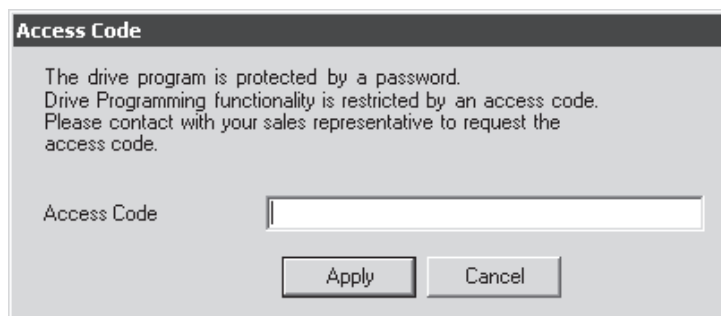 Access Code
The drive program is protected by a password.
Drive Programming functionality is restricted by an access code.
Please contact with your sales representative to request the
access code.
Access Code
Apply Cancel